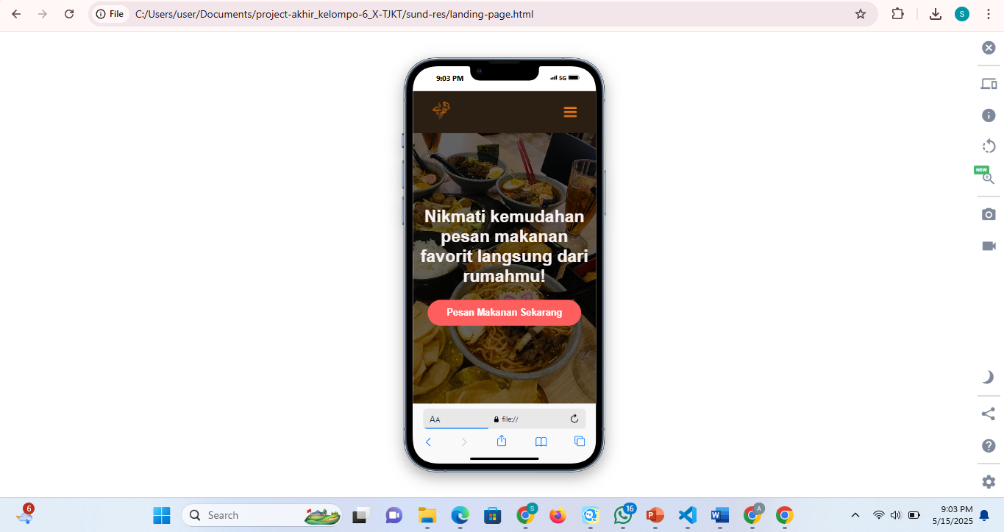 File
C:/Users/user/Documents/project-akhir_kelompo-6_X-TJKT/sund-res/landing-page.html
S
9:03 PM
5G
NEW
Nikmati kemudahan
pesan makanan
favorit langsung dari
rumahmu!
Pesan Makanan Sekarang
AA
file://
6
Search
S
16
A
9:03 PM
5/15/2025